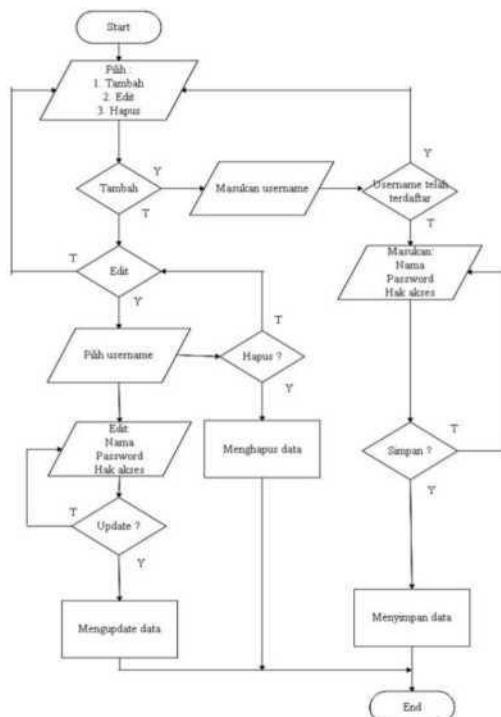 Start
Pilih :
1. Tambah
2. Edit
3. Hapus
Tambah
Y
T
Masukan username
Username telah
terdaftar
Y
T
Masukan:
Nama
Password
Hak akses
Edit
T
Y
Pilih username
Hapus ?
T
Y
Edit:
Nama
Password
Hak akses
Menghapus data
Simpan ?
T
Y
Update ?
T
Y
Mengupdate data
Menyimpan data
End